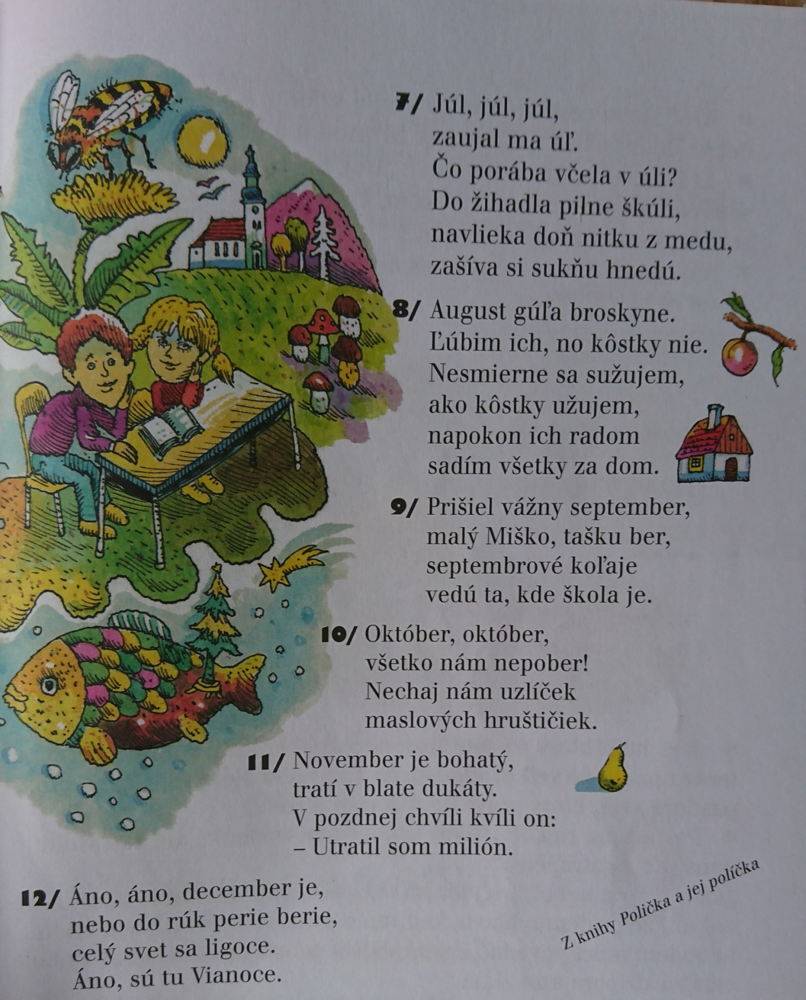 7/ Júl, júl, júl,
zaujal ma úľ.
Čo porába včela v úli?
Do žihadla pilne škúli,
navlieka doň nitku z medu,
zašíva si sukňu hnedú.
8/ August gúľa broskyne.
Ľúbim ich, no kôstky nie.
Nesmierne sa sužujem,
ako kôstky užujem,
napokon ich radom
sadím všetky za dom.
9/ Prišiel vážny september,
malý Miško, tašku ber,
septembrové koľaje
vedú ta, kde škola je.
10/ Október, október,
všetko nám nepober!
Nechaj nám uzlíček
maslových hruštičiek.
11/ November je bohatý,
tratí v blate dukáty.
V pozdnej chvíli kvíli on:
– Utratil som milión.
12/ Áno, áno, december je,
nebo do rúk perie berie,
celý svet sa ligoce.
Áno, sú tu Vianoce.
Z knihy Polička a jej políčka